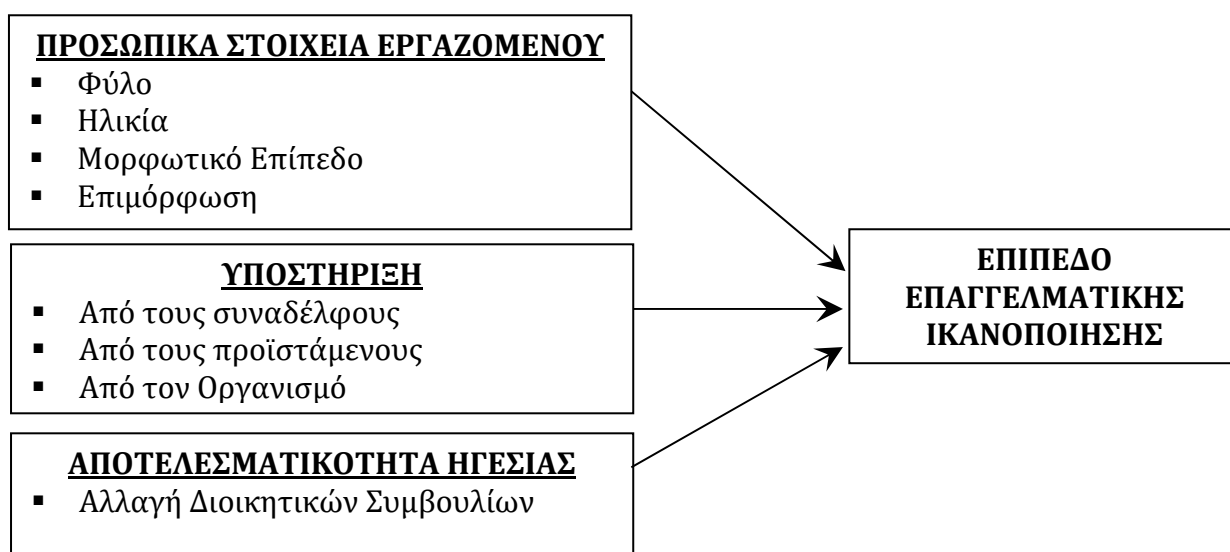 ΠΡΟΣΩΠΙΚΑ ΣΤΟΙΧΕΙΑ ΕΡΓΑΖΟΜΕΝΟΥ
▪ Φύλο
▪ Ηλικία
▪ Μορφωτικό Επίπεδο
▪ Επιμόρφωση
ΥΠΟΣΤΗΡΙΞΗ
▪ Από τους συναδέλφους
▪ Από τους προϊστάμενους
▪ Από τον Οργανισμό
ΑΠΟΤΕΛΕΣΜΑΤΙΚΟΤΗΤΑ ΗΓΕΣΙΑΣ
▪ Αλλαγή Διοικητικών Συμβουλίων
ΕΠΙΠΕΔΟ
ΕΠΑΓΓΕΛΜΑΤΙΚΗΣ
ΙΚΑΝΟΠΟΙΗΣΗΣ